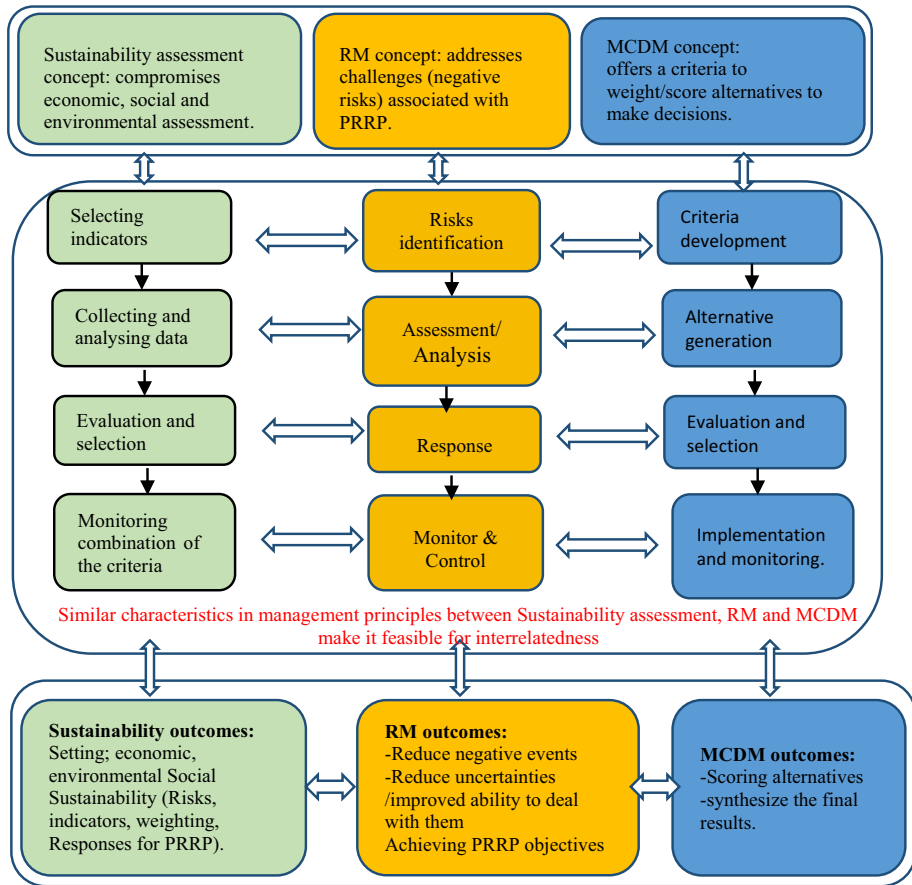 Sustainability assessment
concept: compromises
economic, social and
environmental assessment.
RM concept: addresses
challenges (negative
risks) associated with
PRRP.
MCDM concept:
offers a criteria to
weight/score alternatives to
make decisions.
Selecting
indicators
Risks
identification
Criteria
development
Collecting and
analysing data
Assessment/
Analysis
Alternative
generation
Evaluation and
selection
Response
Evaluation and
selection
Monitoring
combination of
the criteria
Monitor &
Control
Implementation
and monitoring.
Similar characteristics in management principles between Sustainability assessment, RM and MCDM
make it feasible for interrelatedness
Sustainability outcomes:
Setting; economic,
environmental Social
Sustainability (Risks,
indicators, weighting,
Responses for PRRP).
RM outcomes:
-Reduce negative events
-Reduce uncertainties
/improved ability to deal
with them
Achieving PRRP objectives
MCDM outcomes:
-Scoring alternatives
-synthesize the final
results.